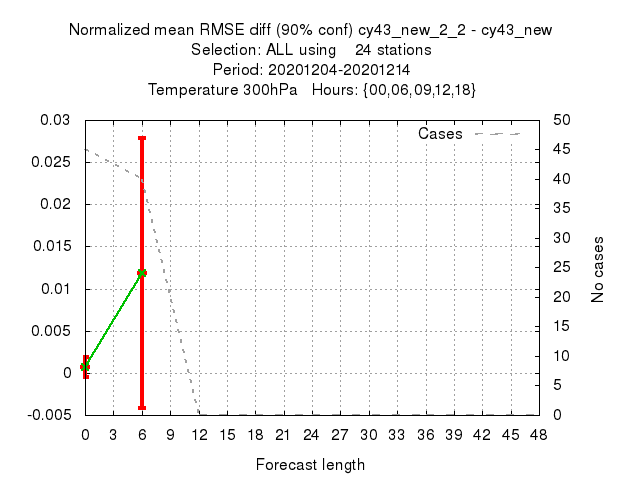 Normalized mean RMSE diff (90% conf) cy43_new_2_2 - cy43_new
Selection: ALL using    24 stations
Period: 20201204-20201214
Temperature 300hPa   Hours: {00,06,09,12,18}
0.03
0.025
0.02
0.015
0.01
0.005
0
-0.005
Cases
50
45
40
35
30
25
20
15
10
5
0
No cases
0 3 6 9 12 15 18 21 24 27 30 33 36 39 42 45 48
Forecast length